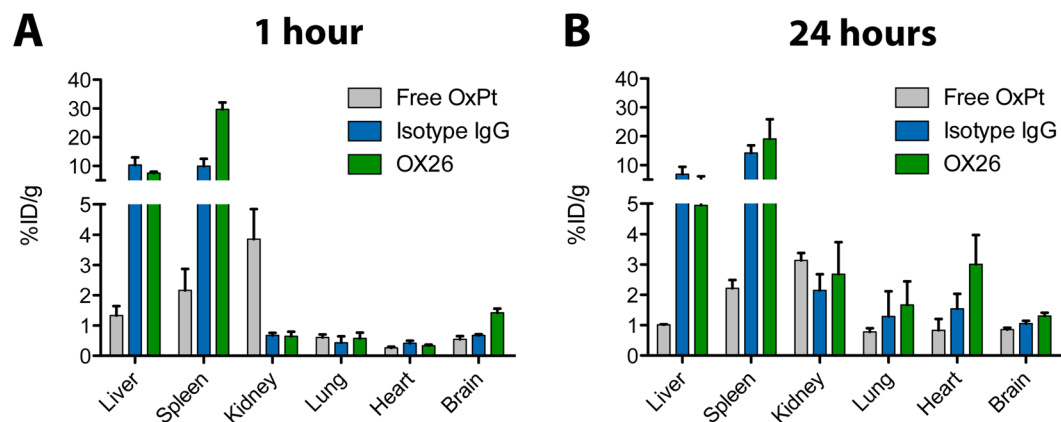 A 1 hour
%ID/g
40
30
20
10
5
4
3
2
1
0
Free OxPt
Isotype IgG
OX26
Liver Spleen Kidney Lung Heart Brain
B 24 hours
%ID/g
40
30
20
10
5
4
3
2
1
0
Free OxPt
Isotype IgG
OX26
Liver Spleen Kidney Lung Heart Brain